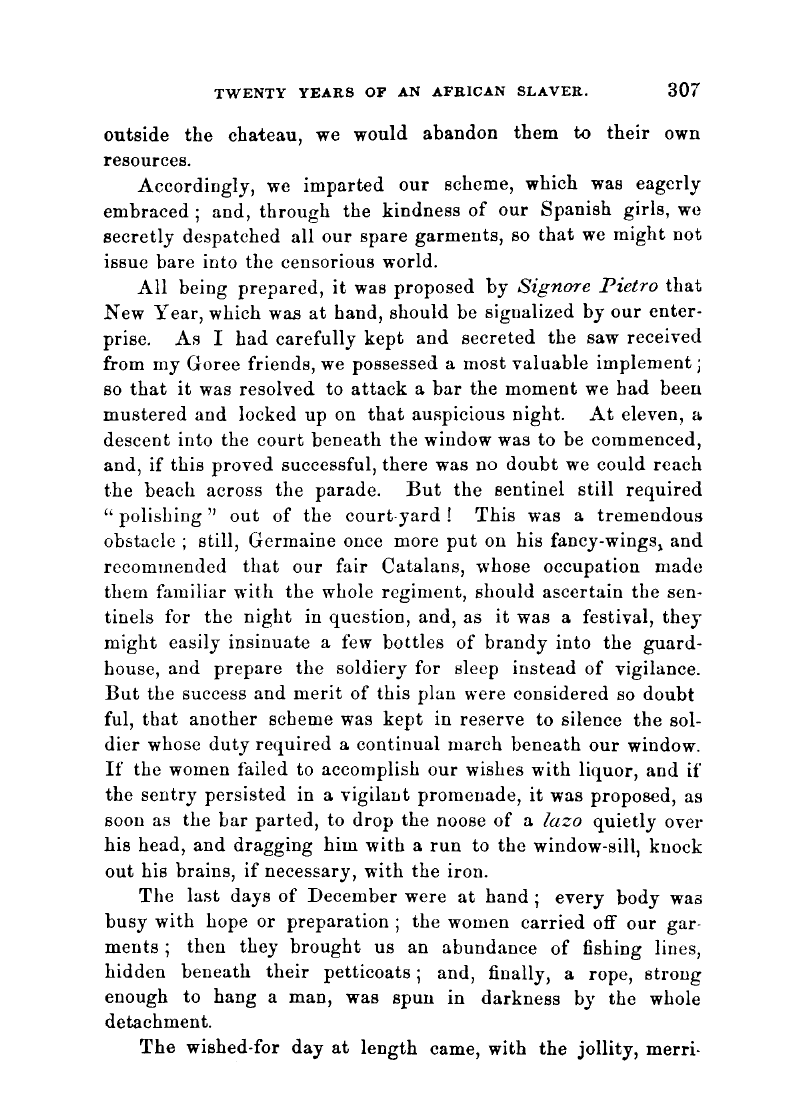 TWENTY YEARS OF AN AFRICAN SLAVER. 307
outside the chateau, we would abandon them to their own
resources.
Accordingly, we imparted our scheme, which was eagerly
embraced ; and, through the kindness of our Spanish girls, we
secretly despatched all our spare garments, so that we might not
issue bare into the censorious world.
All being prepared, it was proposed by Signore Pietro that
New Year, which was at hand, should be signalized by our enter-
prise. As I had carefully kept and secreted the saw received
from my Goree friends, we possessed a most valuable implement ;
so that it was resolved to attack a bar the moment we had been
mustered and locked up on that auspicious night. At eleven, a
descent into the court beneath the window was to be commenced,
and, if this proved successful, there was no doubt we could reach
the beach across the parade. But the sentinel still required
“ polishing ” out of the court-yard ! This was a tremendous
obstacle ; still, Germaine once more put on his fancy-wings, and
recommended that our fair Catalans, whose occupation made
them familiar with the whole regiment, should ascertain the sen-
tinels for the night in question, and, as it was a festival, they
might easily insinuate a few bottles of brandy into the guard-
house, and prepare the soldiery for sleep instead of vigilance.
But the success and merit of this plan were considered so doubt
ful, that another scheme was kept in reserve to silence the sol-
dier whose duty required a continual march beneath our window.
If the women failed to accomplish our wishes with liquor, and if
the sentry persisted in a vigilant promenade, it was proposed, as
soon as the bar parted, to drop the noose of a lazo quietly over
his head, and dragging him with a run to the window-sill, knock
out his brains, if necessary, with the iron.
The last days of December were at hand ; every body was
busy with hope or preparation ; the women carried off our gar-
ments ; then they brought us an abundance of fishing lines,
hidden beneath their petticoats ; and, finally, a rope, strong
enough to hang a man, was spun in darkness by the whole
detachment.
The wished-for day at length came, with the jollity, merri-